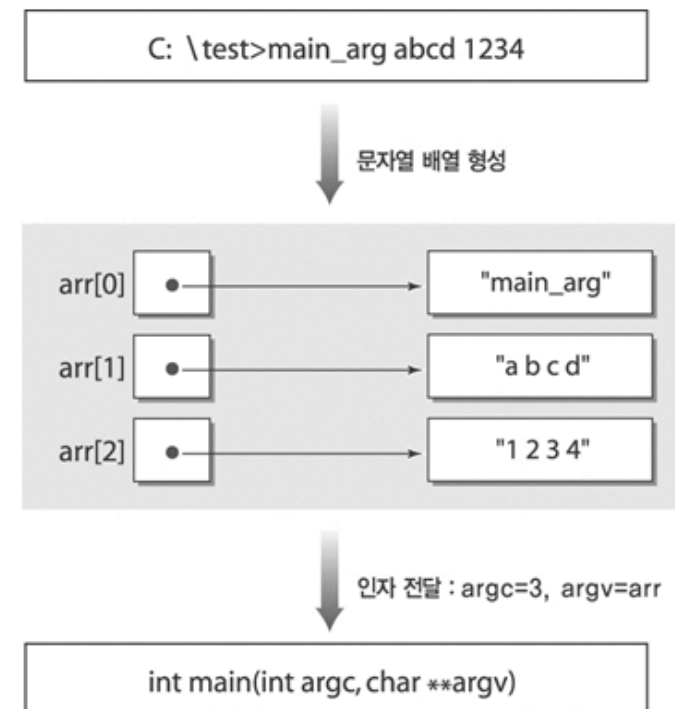 C: \test>main_arg abcd 1234
문자열 배열 형성
arr[0] "main_arg"
arr[1] "a b c d"
arr[2] "1 2 3 4"
인자 전달 : argc=3, argv=arr
int main(int argc, char **argv)